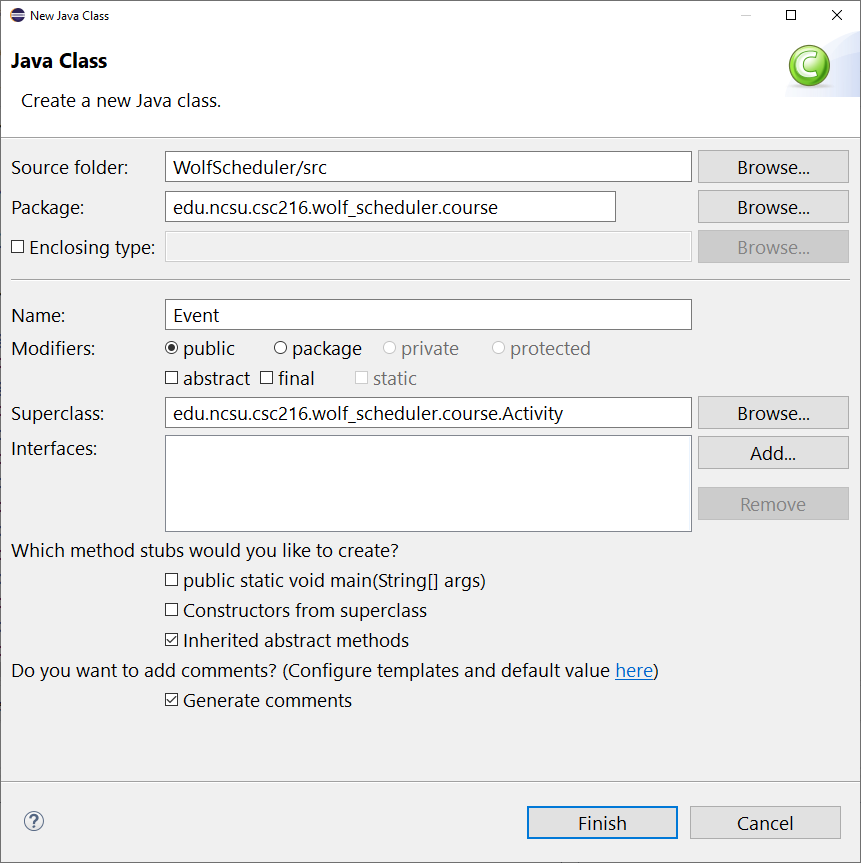 New Java Class
Java Class
Create a new Java class.
Source folder: WolfScheduler/src Browse...
Package: edu.ncsu.csc216.wolf_scheduler.course Browse...
Enclosing type: Browse...
Name: Event
Modifiers: public package private protected
abstract final static
Superclass: edu.ncsu.csc216.wolf_scheduler.course.Activity Browse...
Interfaces: Add...
Remove
Which method stubs would you like to create?
public static void main(String[] args)
Constructors from superclass
Inherited abstract methods
Do you want to add comments? (Configure templates and default value here)
Generate comments
? Finish Cancel